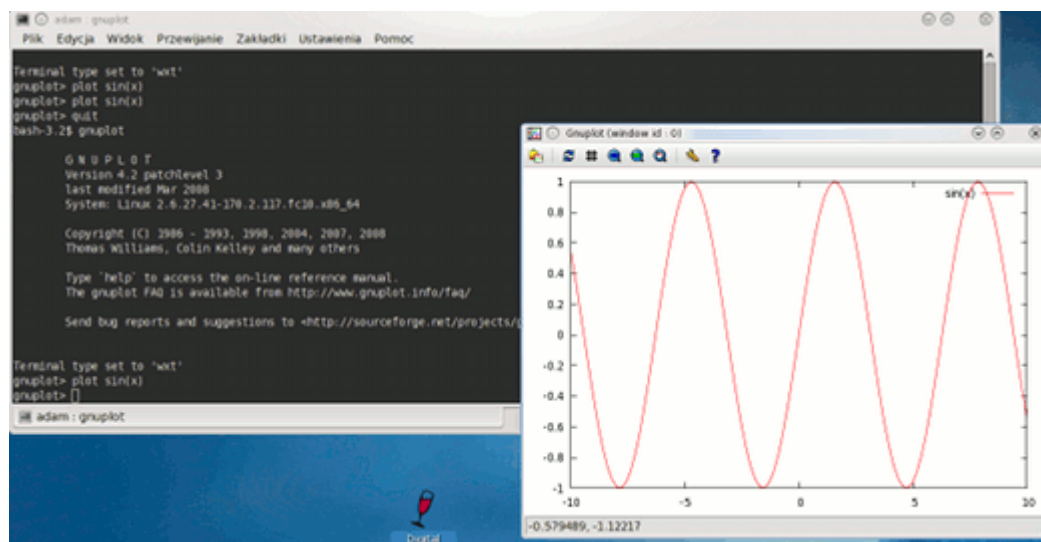 adam : gnuplot
Plik Edycja Widok Przewijanie Zakładki Ustawienia Pomoc
Terminal type set to 'wxt'
gnuplot> plot sin(x)
gnuplot> plot sin(x)
gnuplot> quit
bash-3.2$ gnuplot
G N U P L O T
Version 4.2 patchlevel 3
last modified Mar 2008
System: Linux 2.6.27.41-170.2.117.fc10.x86_64
Copyright (C) 1986 - 1993, 1998, 2004, 2007, 2008
Thomas Williams, Colin Kelley and many others
Type `help` to access the on-line reference manual.
The gnuplot FAQ is available from http://www.gnuplot.info/faq/
Send bug reports and suggestions to <http://sourceforge.net/projects/g
Terminal type set to 'wxt'
gnuplot> plot sin(x)
gnuplot>
adam : gnuplot
Gnuplot (window id : 0)
sin(x)
1
0.8
0.6
0.4
0.2
0
-0.2
-0.4
-0.6
-0.8
-1
-10 -5 0 5 10
-0.579489, -1.12217
Digital